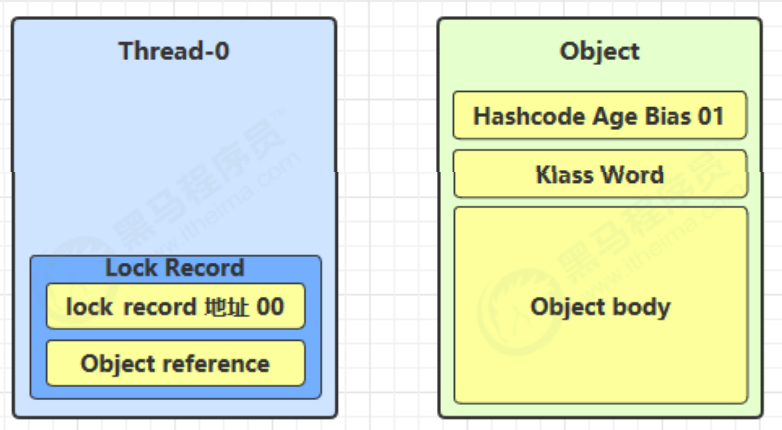 Thread-0
Lock Record
lock record 地址 00
Object reference
Object
Hashcode Age Bias 01
Klass Word
Object body
黑马程序员
www.itheima.com
黑马程序员
www.itheima.com